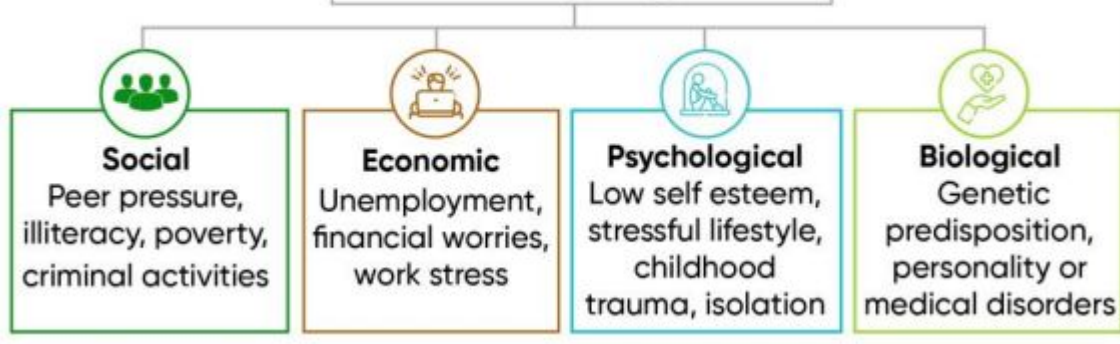 Social
Peer pressure,
illiteracy, poverty,
criminal activities
Economic
Unemployment,
financial worries,
work stress
Psychological
Low self esteem,
stressful lifestyle,
childhood
trauma, isolation
Biological
Genetic
predisposition,
personality or
medical disorders